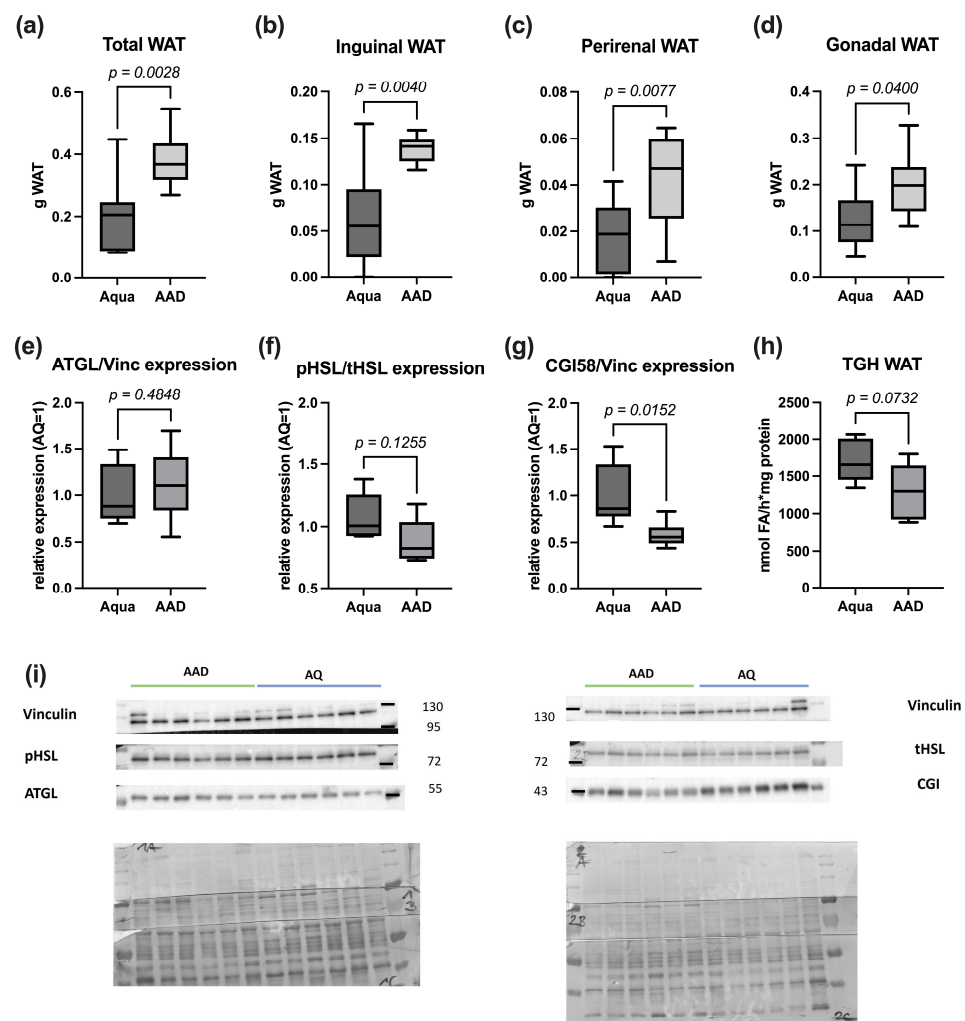 (a)
Total WAT
p = 0.0028
g WAT
0.6
0.4
0.2
0.0
Aqua AAD
(b)
Inguinal WAT
p = 0.0040
g WAT
0.20
0.15
0.10
0.05
0.00
Aqua AAD
(c)
Perirenal WAT
p = 0.0077
g WAT
0.08
0.06
0.04
0.02
0.00
Aqua AAD
(d)
Gonadal WAT
p = 0.0400
g WAT
0.4
0.3
0.2
0.1
0.0
Aqua AAD
(e)
ATGL/Vinc expression
p = 0.4848
relative expression (AQ=1)
2.0
1.5
1.0
0.5
0.0
Aqua AAD
(f)
pHSL/tHSL expression
p = 0.1255
relative expression (AQ=1)
2.0
1.5
1.0
0.5
Aqua AAD
(g)
CGI58/Vinc expression
p = 0.0152
relative expression (AQ=1)
2.0
1.5
1.0
0.5
0.0
Aqua AAD
(h)
TGH WAT
p = 0.0732
nmol FA/h*mg protein
2500
2000
1500
1000
500
0
Aqua AAD
(i)
AAD AQ
Vinculin
130
95
pHSL
72
ATGL
55
AAD AQ
Vinculin
130
tHSL
72
CGI
43
1A
1B
1C
2B
2C